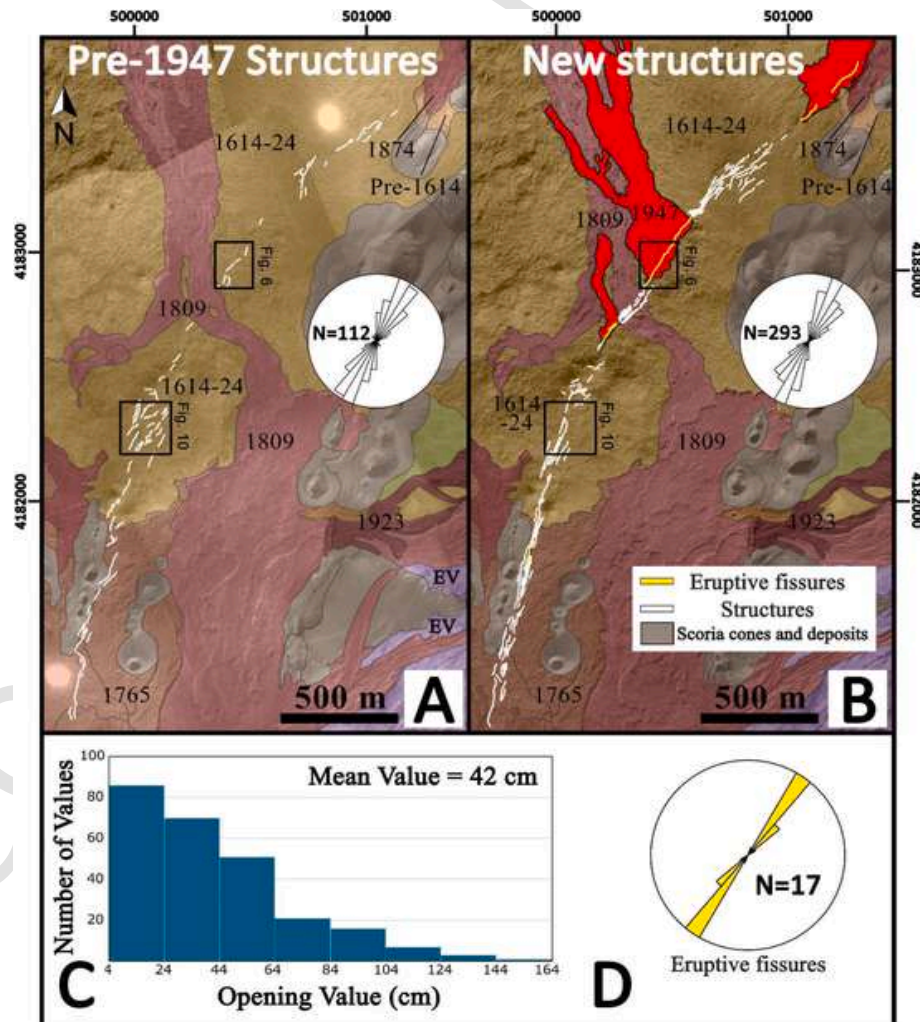 500000
501000
500000
501000
Pre-1947 Structures
New structures
N
1614-24
1874
Pre-1614
1809
Fig. 6
N=112
1614-24
Fig. 10
1809
1923
EV
EV
1765
500 m
A
4183000
4182000
1614-24
1874
Pre-1614
1809
1947
Fig. 6
N=293
1614
-24
Fig. 10
1809
1923
Eruptive fissures
Structures
Scoria cones and deposits
500 m
B
4183000
4182000
Mean Value = 42 cm
Number of Values
100
80
60
40
20
4 24 44 64 84 104 124 144 164
Opening Value (cm)
C
N=17
Eruptive fissures
D